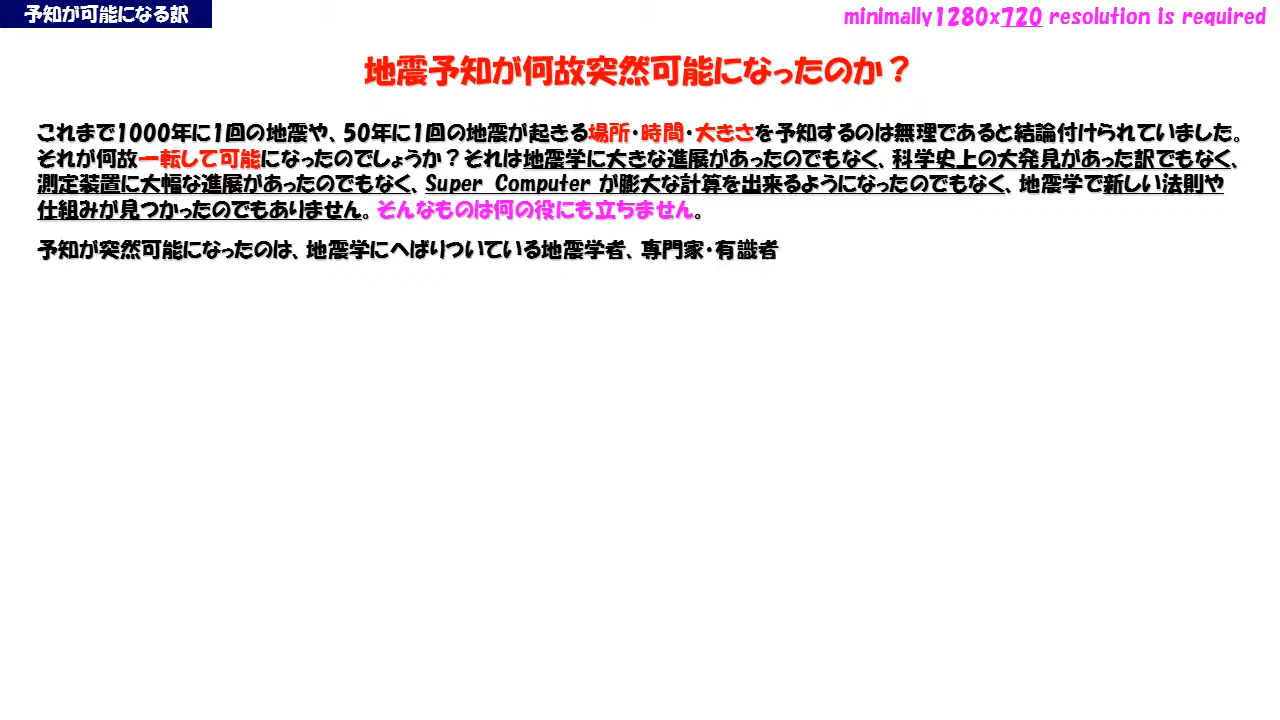 予知が可能になる訳
minimally1280x720 resolution is required
地震予知が何故突然可能になったのか？
これまで1000年に1回の地震や、50年に1回の地震が起きる場所・時間・大きさを予知するのは無理であると結論付けられていました。
それが何故一転して可能になったのでしょうか？それは地震学に大きな進展があったのでもなく、科学史上の大発見があった訳でもなく、
測定装置に大幅な進展があったのでもなく、Super Computer が膨大な計算を出来るようになったのでもなく、地震学で新しい法則や
仕組みが見つかったのでもありません。そんなものは何の役にも立ちません。
予知が突然可能になったのは、地震学にへばりついている地震学者、専門家・有識者